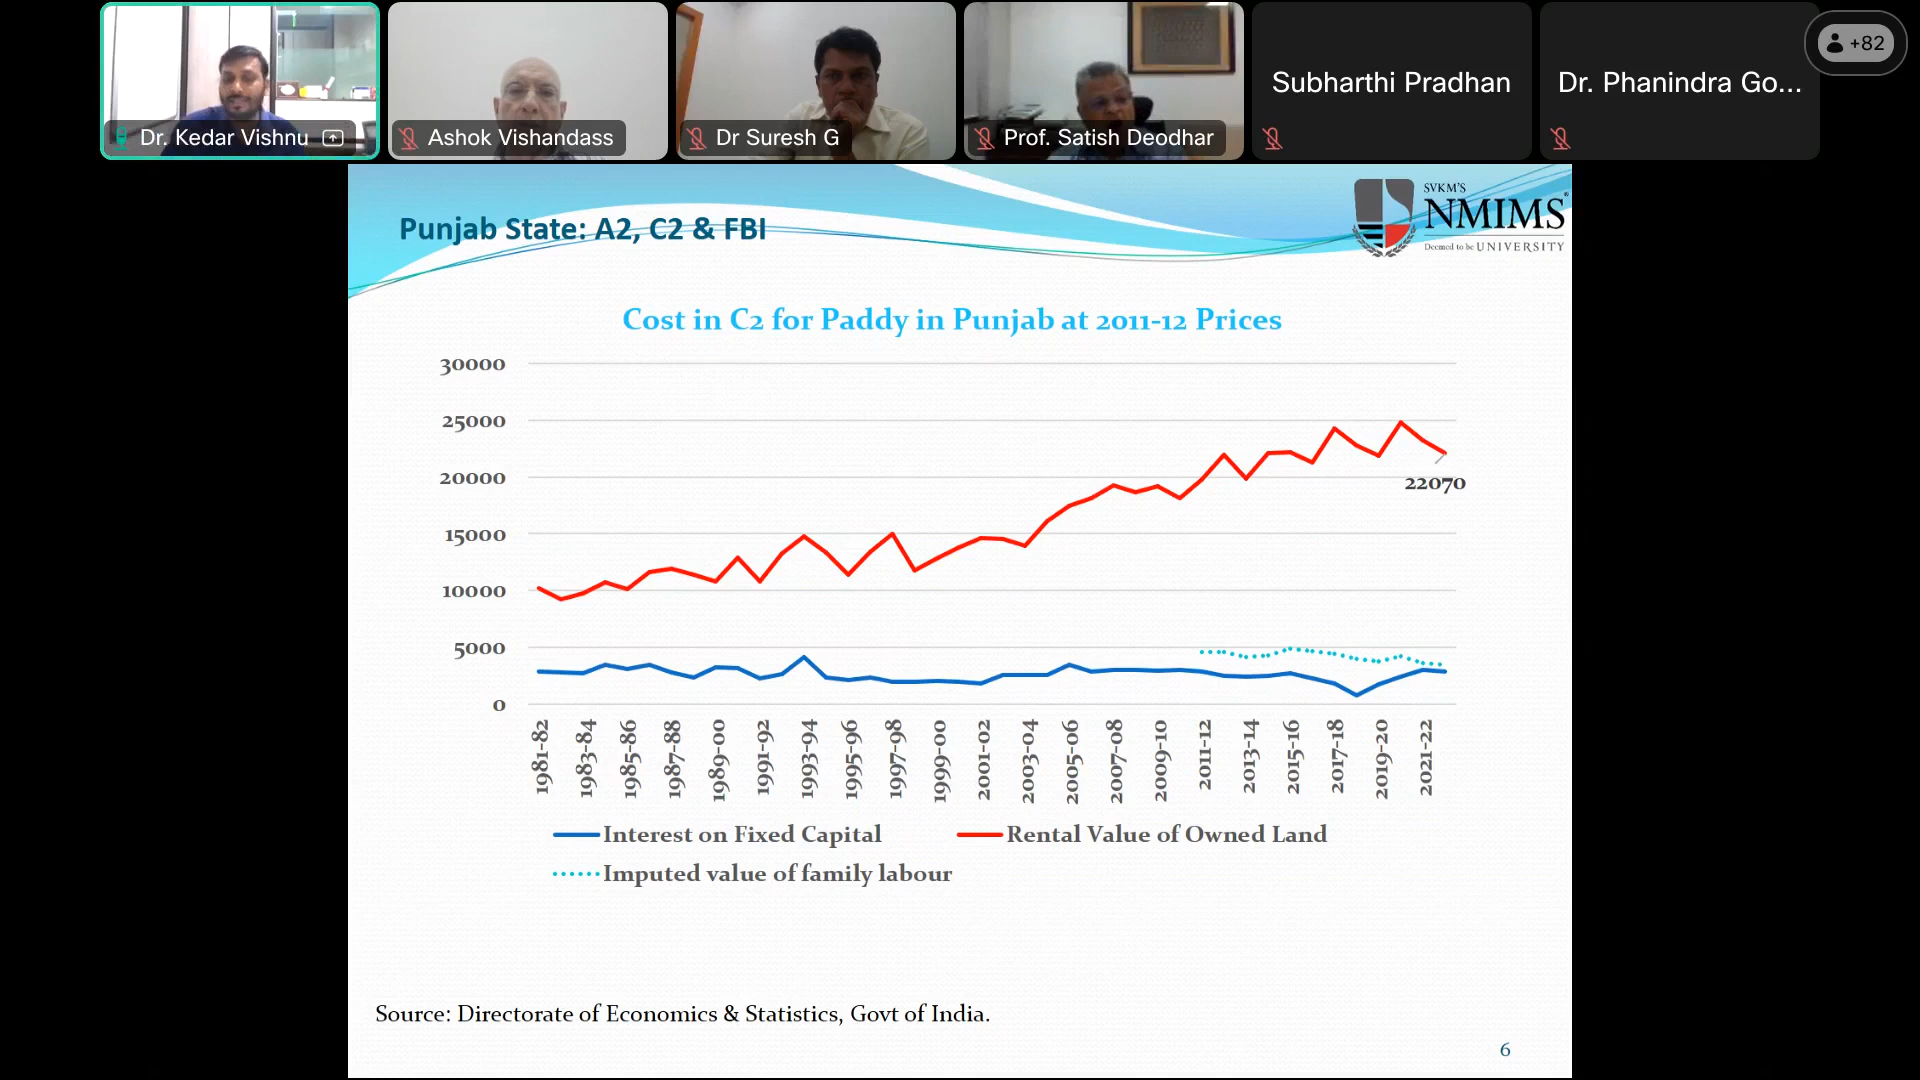 Dr. Kedar Vishnu
Ashok Vishandass
Dr Suresh G
Prof. Satish Deodhar
Subharthi Pradhan
Dr. Phanindra Go...
+82
Punjab State: A2, C2 & FBI
SVKM'S
NMIMS
Deemed to be UNIVERSITY
Cost in C2 for Paddy in Punjab at 2011-12 Prices
30000
25000
20000
15000
10000
5000
0
22070
1981-82
1983-84
1985-86
1987-88
1989-00
1991-92
1993-94
1995-96
1997-98
1999-00
2001-02
2003-04
2005-06
2007-08
2009-10
2011-12
2013-14
2015-16
2017-18
2019-20
2021-22
Interest on Fixed Capital
Rental Value of Owned Land
Imputed value of family labour
Source: Directorate of Economics & Statistics, Govt of India.
6